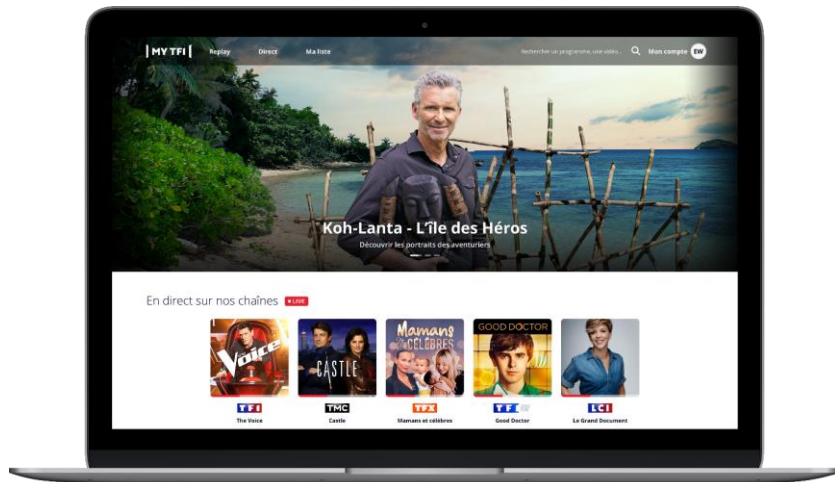 MY TF1
Replay
Direct
Ma liste
Rechercher un programme, une vidéo...
Mon compte
EW
Koh-Lanta - L'île des Héros
Découvrir les portraits des aventuriers
En direct sur nos chaînes
LIVE
The Voice
CASTLE
Mamans
& CÉLÈBRES
GOOD DOCTOR
TF1
TMC
TFX
TF1
LCI
The Voice
Castle
Mamans et célèbres
Good Doctor
Le Grand Document